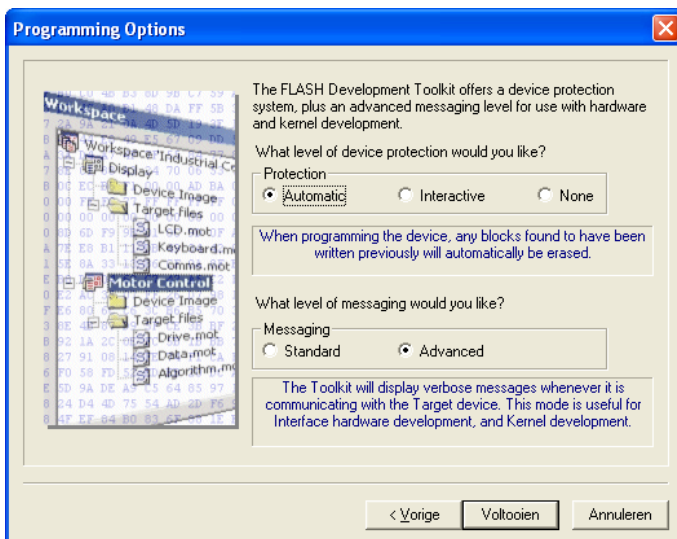 Programming Options
Workspace
Workspace "Industrial Co
Display
Device Image
Target files
LCD.mot
Keyboard.m
Comms.mot
Motor Control
Device Image
Target files
Drive.mot
Data.mot
Algorithm.mo
The FLASH Development Toolkit offers a device protection
system, plus an advanced messaging level for use with hardware
and kernel development.
What level of device protection would you like?
Protection
Automatic Interactive None
When programming the device, any blocks found to have been
written previously will automatically be erased.
What level of messaging would you like?
Messaging
Standard Advanced
The Toolkit will display verbose messages whenever it is
communicating with the Target device. This mode is useful for
Interface hardware development, and Kernel development.
< Vorige Voltooien Annuleren